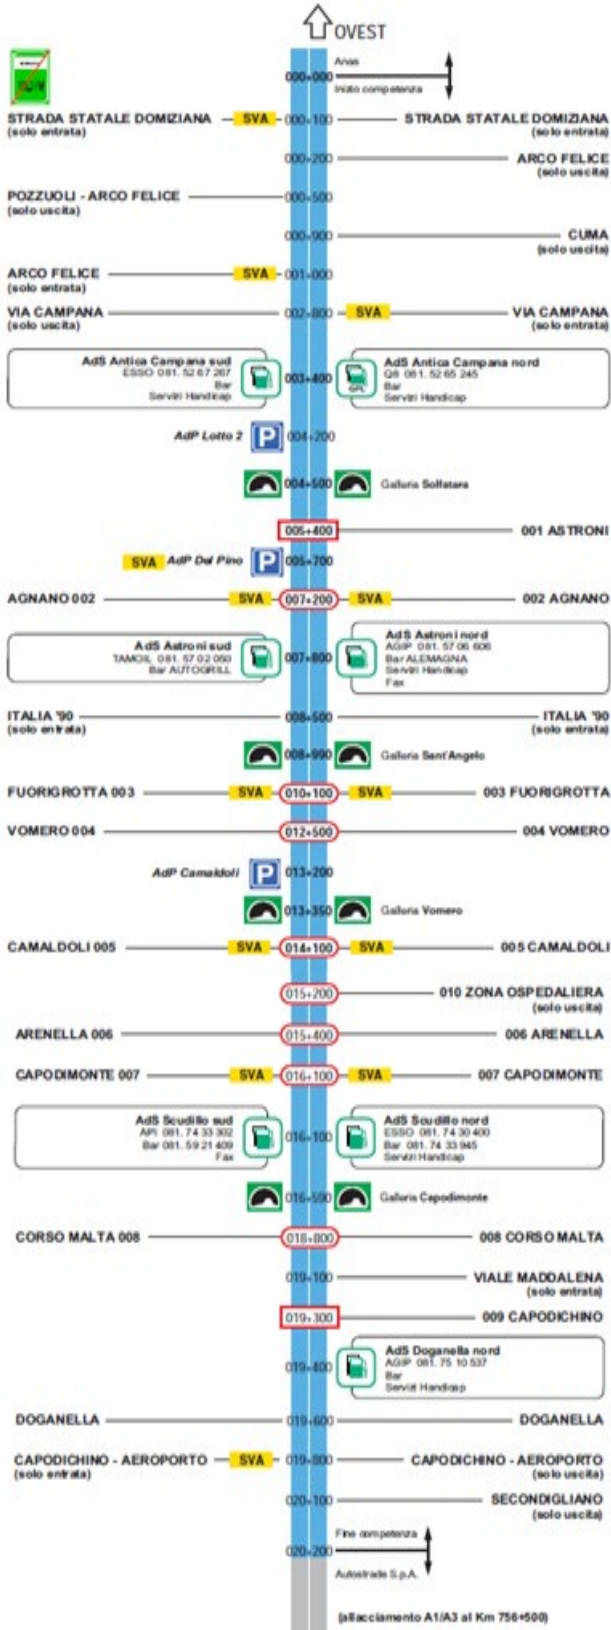 OVEST
Anas
000+000
Inizio competenza
STRADA STATALE DOMIZIANA SVA 000+100 STRADA STATALE DOMIZIANA
(solo entrata) (solo entrata)
000+200 ARCO FELICE
(solo uscita)
POZZUOLI - ARCO FELICE 000+500
(solo uscita)
000+900 CUMA
(solo uscita)
ARCO FELICE SVA 001+000
(solo entrata)
VIA CAMPANA 002+800 SVA VIA CAMPANA
(solo uscita) (solo entrata)
AdS Antica Campana sud
ESSO 081. 52 67 267
Bar
Servizi Handicap
003+400
AdS Antica Campana nord
Q8 081. 52 65 245
Bar
Servizi Handicap
GPL
AdP Lotto 2 P 004+200
004+500 Galleria Solfatara
005+400 001 ASTRONI
SVA AdP Del Pino P 005+700
AGNANO 002 SVA 007+200 SVA 002 AGNANO
AdS Astroni sud
TAMOIL 081. 57 02 050
Bar AUTOGRILL
007+800
AdS Astroni nord
AGIP 081. 57 06 606
Bar ALEMAGNA
Servizi Handicap
Fax
ITALIA '90 008+500 ITALIA '90
(solo entrata) (solo uscita)
008+990 Galleria Sant'Angelo
FUORIGROTTA 003 SVA 010+100 SVA 003 FUORIGROTTA
VOMERO 004 012+500 004 VOMERO
AdP Camaldoli P 013+200
013+350 Galleria Vomero
CAMALDOLI 005 SVA 014+100 SVA 005 CAMALDOLI
015+200 010 ZONA OSPEDALIERA
(solo uscita)
ARENELLA 006 015+400 006 ARENELLA
CAPODIMONTE 007 SVA 016+100 SVA 007 CAPODIMONTE
AdS Scudillo sud
API 081. 74 33 302
Bar 081. 59 21 409
Fax
016+100
AdS Scudillo nord
ESSO 081. 74 30 400
Bar 081. 74 33 945
Servizi Handicap
016+590 Galleria Capodimonte
CORSO MALTA 008 018+800 008 CORSO MALTA
019+100 VIALE MADDALENA
(solo entrata)
019+300 009 CAPODICHINO
019+400
AdS Doganella nord
AGIP 081. 75 10 537
Bar
Servizi Handicap
DOGANELLA 019+600 DOGANELLA
CAPODICHINO - AEROPORTO SVA 019+800 CAPODICHINO - AEROPORTO
(solo entrata) (solo uscita)
020+100 SECONDIGLIANO
(solo uscita)
Fine competenza
020+200
Autostrade S.p.A.
(allacciamento A1/A3 al Km 756+500)